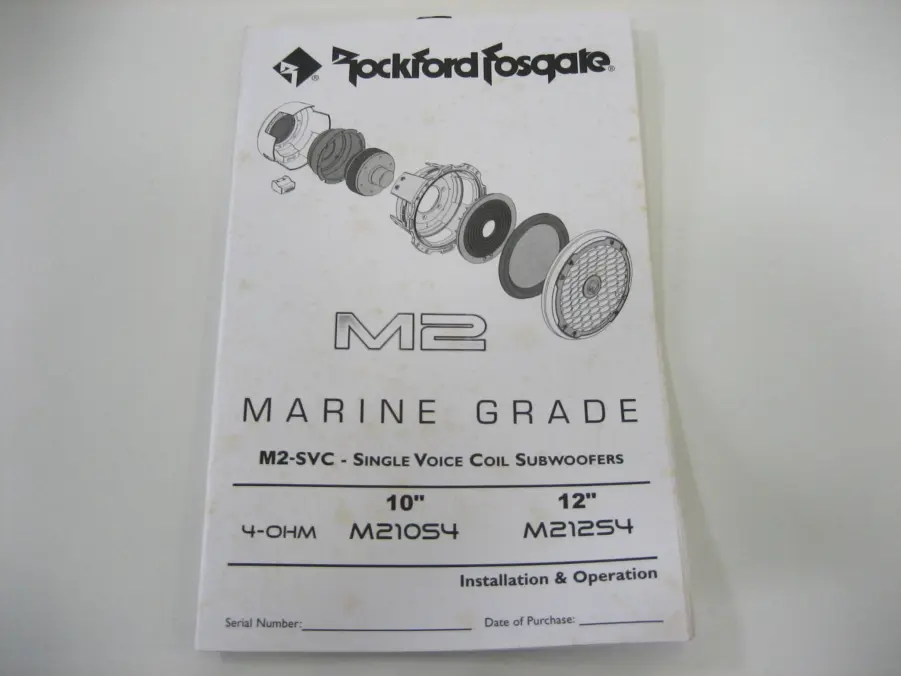 Rockford Fosgate®
M2
MARINE GRADE
M2-SVC - SINGLE VOICE COIL SUBWOOFERS
10" 12"
4-OHM M210S4 M212S4
Installation & Operation
Serial Number: Date of Purchase: